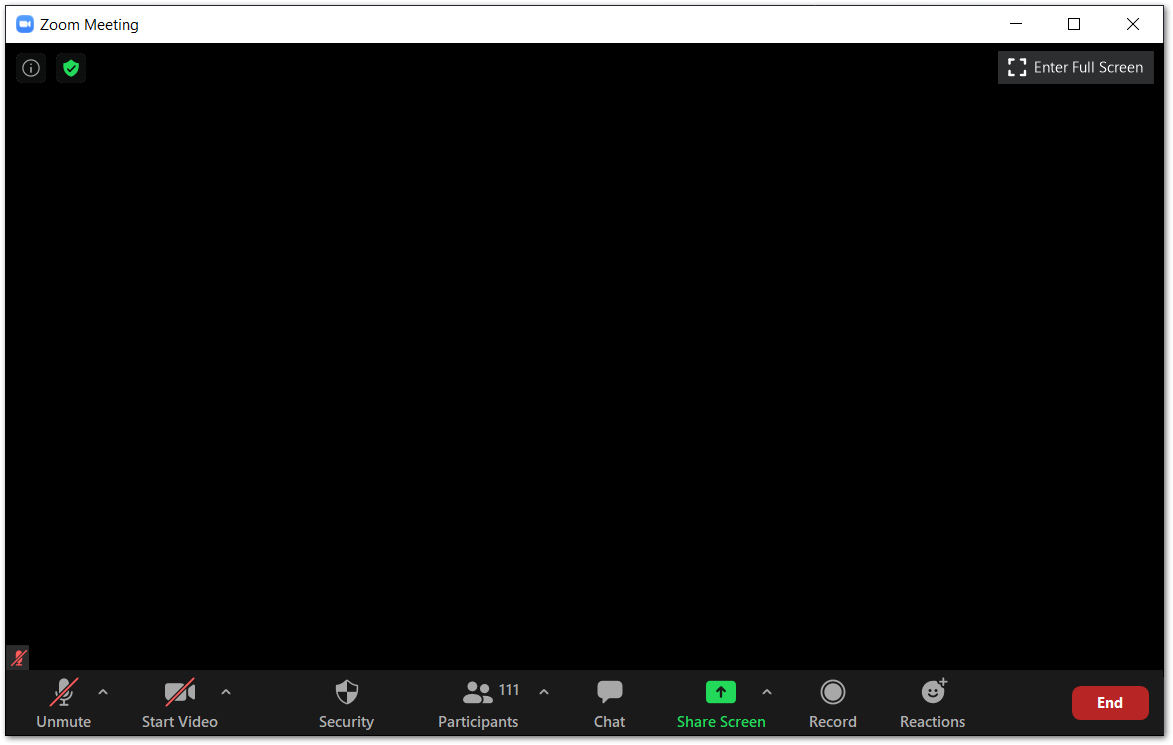 Zoom Meeting
Enter Full Screen
111
Unmute
Start Video
Security
Participants
Chat
Share Screen
Record
Reactions
End